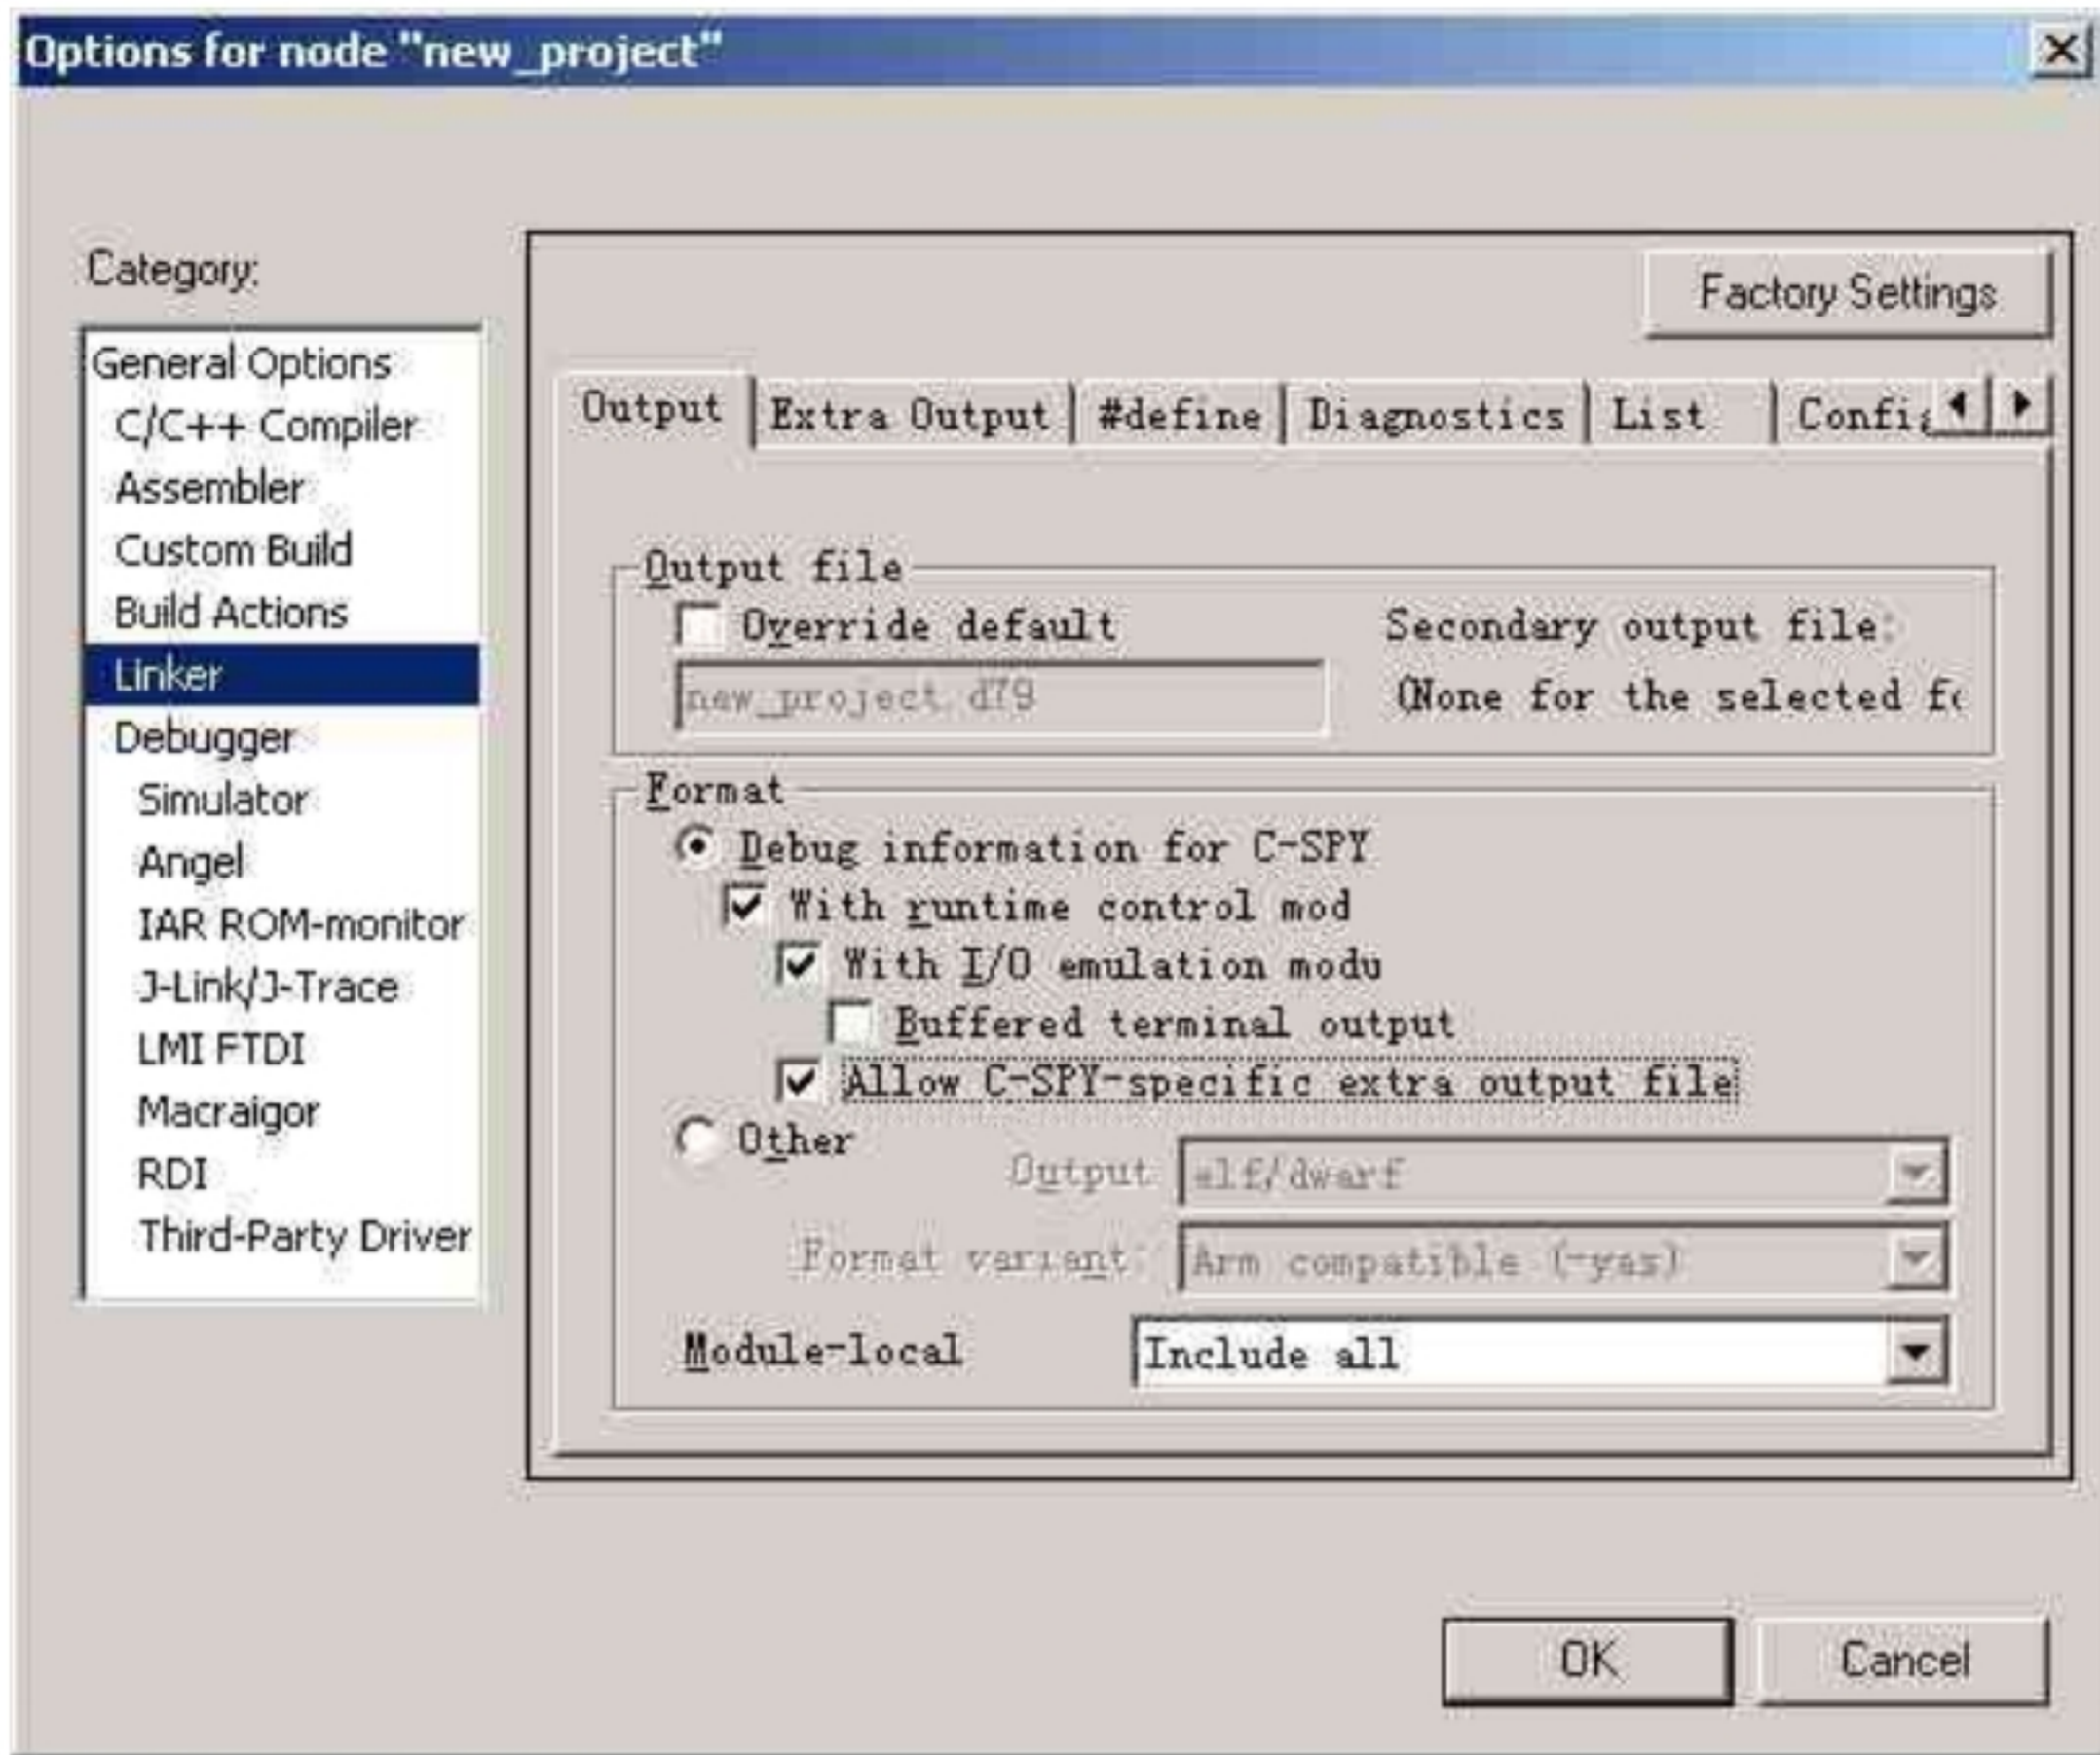 Options for node "new_project"
Category:
General Options
C/C++ Compiler
Assembler
Custom Build
Build Actions
Linker
Debugger
Simulator
Angel
IAR ROM-monitor
J-Link/J-Trace
LMI FTDI
Macraigor
RDI
Third-Party Driver
Factory Settings
Output Extra Output #define Diagnostics List Config
Output file
Override default
new_project.d79
Secondary output file:
(None for the selected fo
Format
Debug information for C-SPY
With runtime control mod
With I/O emulation modu
Buffered terminal output
Allow C-SPY-specific extra output file
Other
Output elf/dwarf
Format variant: Arm compatible (-yas)
Module-local Include all
OK Cancel